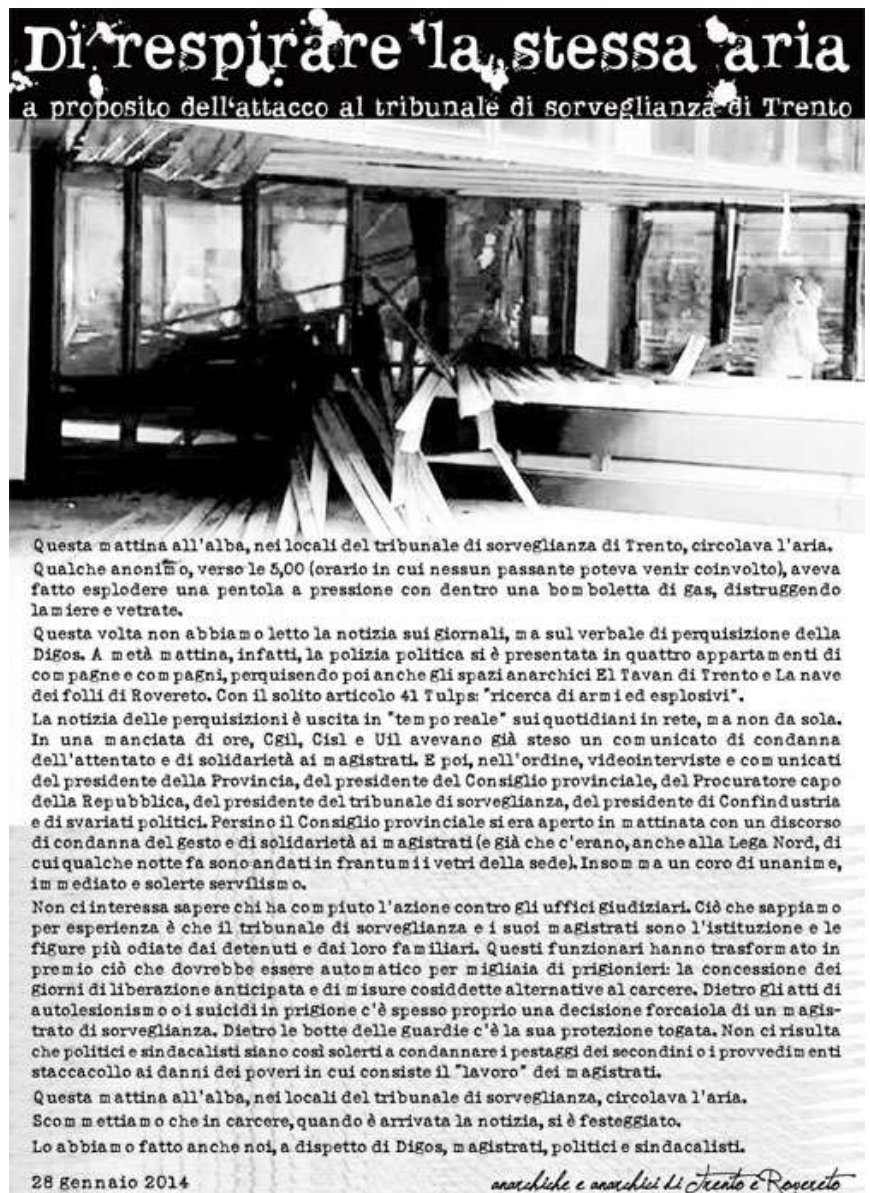 Di respirare la stessa aria
a proposito dell'attacco al tribunale di sorveglianza di Trento
Questa mattina all'alba, nei locali del tribunale di sorveglianza di Trento, circolava l'aria.
Qualche anonimo, verso le 5,00 (orario in cui nessun passante poteva venir coinvolto), aveva
fatto esplodere una pentola a pressione con dentro una bomboletta di gas, distruggendo
lamiere e vetrate.
Questa volta non abbiamo letto la notizia sui giornali, ma sul verbale di perquisizione della
Digos. A metà mattina, infatti, la polizia politica si è presentata in quattro appartamenti di
compagne e compagni, perquisendo poi anche gli spazi anarchici El Tavan di Trento e La nave
dei folli di Rovereto. Con il solito articolo 41 Tulps: "ricerca di armi ed esplosivi".
La notizia delle perquisizioni è uscita in "tempo reale" sui quotidiani in rete, ma non da sola.
In una manciata di ore, Cgil, Cisl e Uil avevano già steso un comunicato di condanna
dell'attentato e di solidarietà ai magistrati. E poi, nell'ordine, videointerviste e comunicati
del presidente della Provincia, del presidente del Consiglio provinciale, del Procuratore capo
della Repubblica, del presidente del tribunale di sorveglianza, del presidente di Confindustria
e di svariati politici. Persino il Consiglio provinciale si era aperto in mattinata con un discorso
di condanna del gesto e di solidarietà ai magistrati (e già che c'erano, anche alla Lega Nord, di
cui qualche notte fa sono andati in frantumi i vetri della sede). Insomma un coro di unanime,
immediato e solerte servilismo.
Non ci interessa sapere chi ha compiuto l'azione contro gli uffici giudiziari. Ciò che sappiamo
per esperienza è che il tribunale di sorveglianza e i suoi magistrati sono l'istituzione e le
figure più odiate dai detenuti e dai loro familiari. Questi funzionari hanno trasformato in
premio ciò che dovrebbe essere automatico per migliaia di prigionieri: la concessione dei
giorni di liberazione anticipata e di misure cosiddette alternative al carcere. Dietro gli atti di
autolesionismo o i suicidi in prigione c'è spesso proprio una decisione forcaiola di un magis-
trato di sorveglianza. Dietro le botte delle guardie c'è la sua protezione togata. Non ci risulta
che politici e sindacalisti siano così solerti a condannare i pestaggi dei secondini o i provvedimenti
staccacollo ai danni dei poveri in cui consiste il "lavoro" dei magistrati.
Questa mattina all'alba, nei locali del tribunale di sorveglianza, circolava l'aria.
Scommettiamo che in carcere, quando è arrivata la notizia, si è festeggiato.
Lo abbiamo fatto anche noi, a dispetto di Digos, magistrati, politici e sindacalisti.
28 gennaio 2014
anarchiche e anarchici di Trento e Rovereto